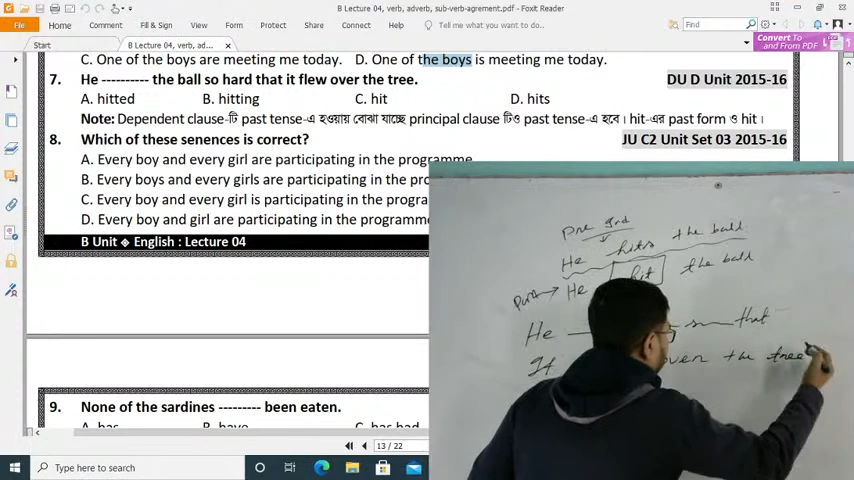 B Lecture 04, verb, adverb, sub-verb-agrement.pdf - Foxit Reader
File Home Comment Fill & Sign View Form Protect Share Help Tell me what you want to do... Find
Start B Lecture 04, verb, ad...
Convert To
and From PDF
C. One of the boys are meeting me today. D. One of the boys is meeting me today.
7. He ---------- the ball so hard that it flew over the tree. DU D Unit 2015-16
A. hitted B. hitting C. hit D. hits
Note: Dependent clause-টি past tense-এ হওয়ায় বোঝা যাচ্ছে principal clause টিও past tense-এ হবে। hit-এর past form ও hit ।
8. Which of these senences is correct? JU C2 Unit Set 03 2015-16
A. Every boy and every girl are participating in the programme.
B. Every boys and every girls are participating in the pro
C. Every boy and every girl is participating in the progra
D. Every boy and girl are participating in the programm
B Unit ❖ English : Lecture 04
9. None of the sardines --------- been eaten.
A. has B. have C. has had
Pre 3rd
He hits the ball
Past → He hit the ball
He so that
It over the tree
13 / 22
Type here to search